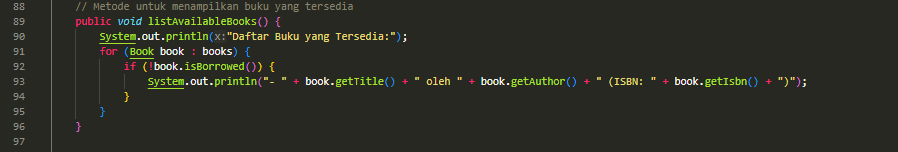 88 // Metode untuk menampilkan buku yang tersedia
89 public void listAvailableBooks() {
90 System.out.println(x:"Daftar Buku yang Tersedia:");
91 for (Book book : books) {
92 if (!book.isBorrowed()) {
93 System.out.println("- " + book.getTitle() + " oleh " + book.getAuthor() + " (ISBN: " + book.getIsbn() + ")");
94 }
95 }
96 }
97